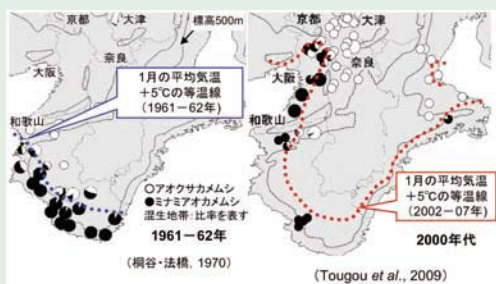 京都
大津
標高500m
奈良
大阪
1月の平均気温
+5℃の等温線
(1961－62年)
和歌山
○アオクサカメムシ
●ミナミアオカメムシ
混生地帯：比率を表す
1961－62年
(桐谷・法橋, 1970)
京都
大津
奈良
大阪
和歌山
1月の平均気温
+5℃の等温線
(2002－07年)
2000年代
(Tougou et al., 2009)